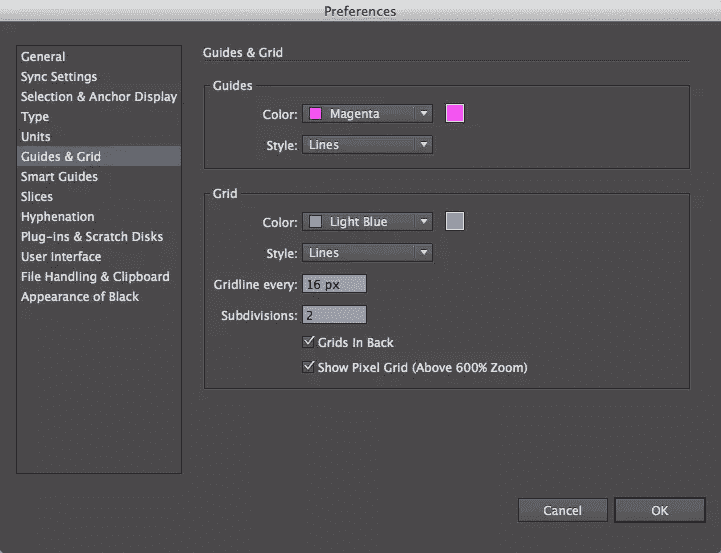 Preferences
General
Sync Settings
Selection & Anchor Display
Type
Units
Guides & Grid
Smart Guides
Slices
Hyphenation
Plug-ins & Scratch Disks
User Interface
File Handling & Clipboard
Appearance of Black
Guides & Grid
Guides
Color: Magenta
Style: Lines
Grid
Color: Light Blue
Style: Lines
Gridline every: 16 px
Subdivisions: 2
Grids In Back
Show Pixel Grid (Above 600% Zoom)
Cancel OK